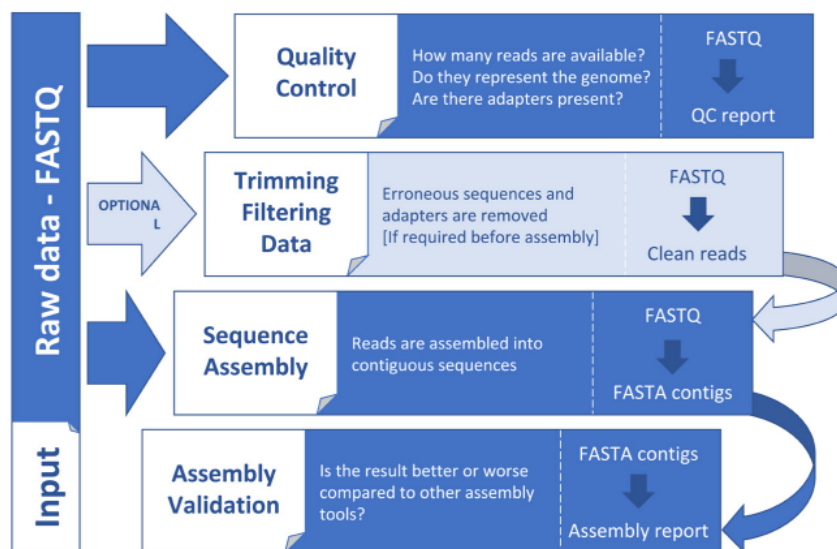 Raw data - FASTQ
Input
Quality
Control
How many reads are available?
Do they represent the genome?
Are there adapters present?
FASTQ
QC report
OPTIONA
L
Trimming
Filtering
Data
Erroneous sequences and
adapters are removed
[If required before assembly]
FASTQ
Clean reads
Sequence
Assembly
Reads are assembled into
contiguous sequences
FASTQ
FASTA contigs
Assembly
Validation
Is the result better or worse
compared to other assembly
tools?
FASTA contigs
Assembly report